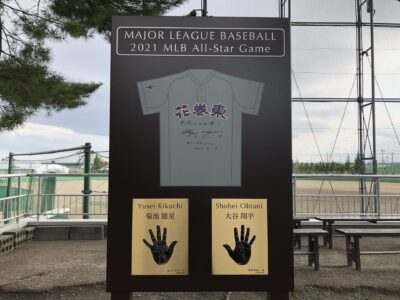 MAJOR LEAGUE BASEBALL
2021 MLB All-Star Game
花巻東
Yusei Kikuchi
菊池 雄星
Shohei Ohtani
大谷 翔平